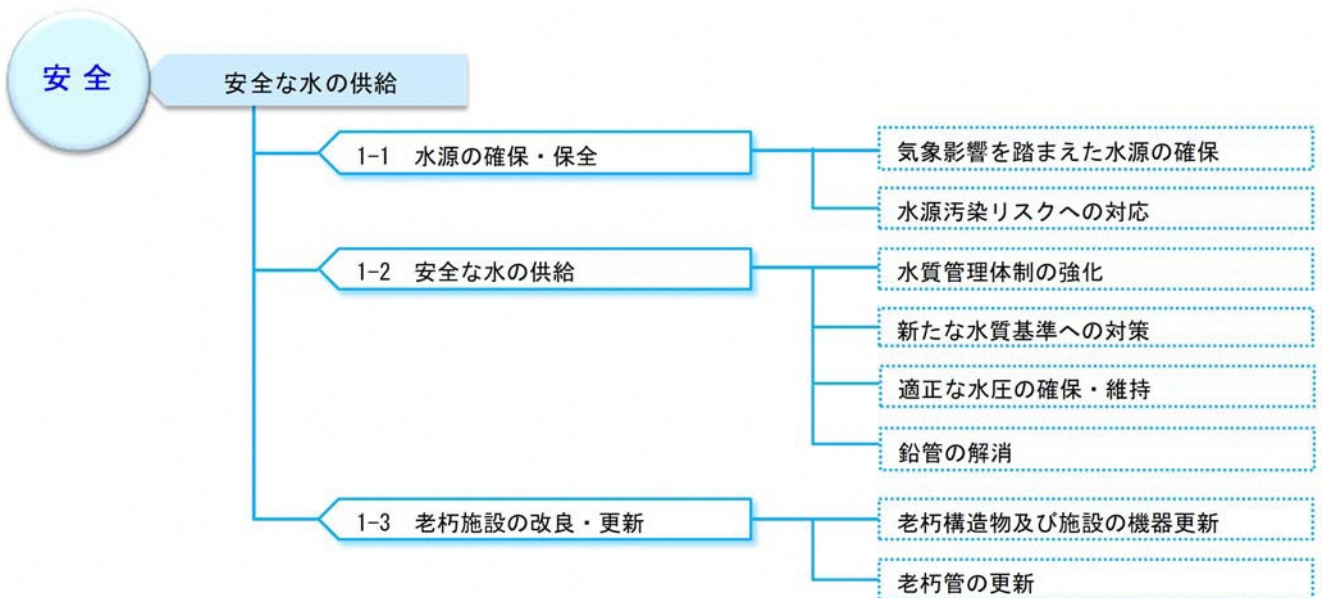 安全
安全な水の供給
1-1 水源の確保・保全
気象影響を踏まえた水源の確保
水源汚染リスクへの対応
1-2 安全な水の供給
水質管理体制の強化
新たな水質基準への対策
適正な水圧の確保・維持
鉛管の解消
1-3 老朽施設の改良・更新
老朽構造物及び施設の機器更新
老朽管の更新